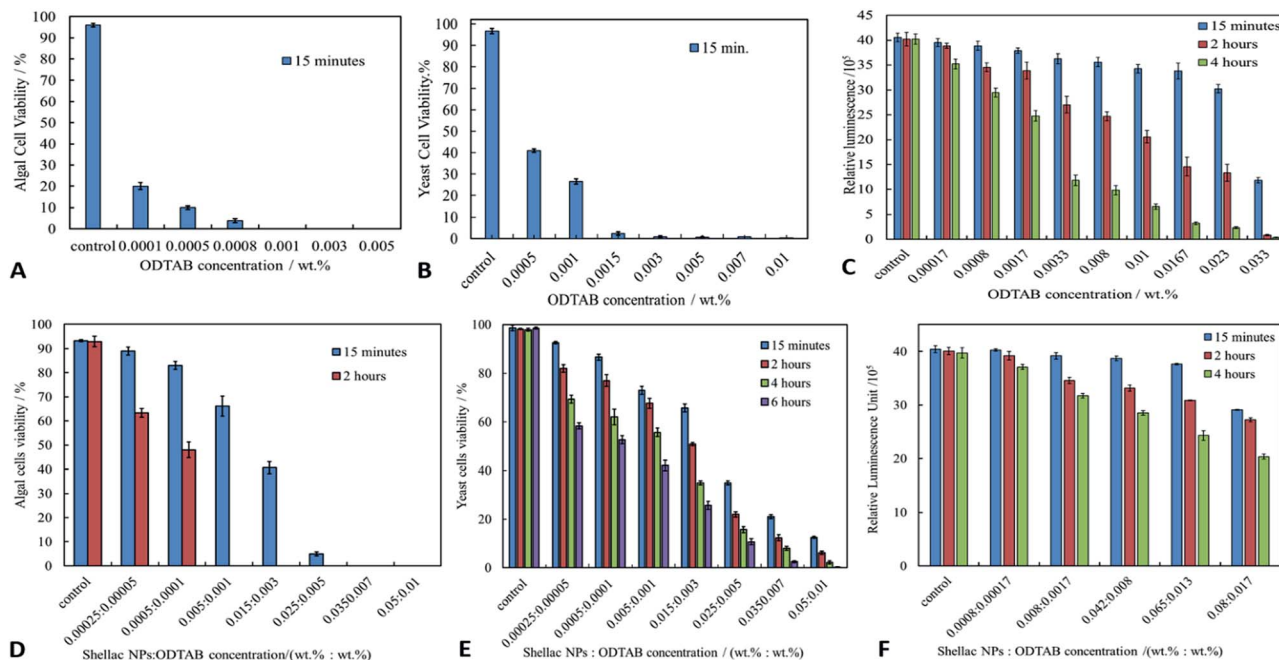 Algal Cell Viability / %
100
90
80
70
60
50
40
30
20
10
0
15 minutes
control 0.0001 0.0005 0.0008 0.001 0.003 0.005
ODTAB concentration / wt.%
A
Yeast Cell Viability.%
100
90
80
70
60
50
40
30
20
10
0
15 min.
control 0.0005 0.001 0.0015 0.003 0.005 0.007 0.01
ODTAB concentration / wt.%
B
Relative luminescence /10⁵
45
40
35
30
25
20
15
10
5
0
15 minutes
2 hours
4 hours
control 0.00017 0.0008 0.0017 0.0033 0.008 0.01 0.0167 0.023 0.033
ODTAB concentration / wt.%
C
Algal cells viability / %
100
90
80
70
60
50
40
30
20
10
0
15 minutes
2 hours
control 0.00025:0.00005 0.0005:0.0001 0.005:0.001 0.015:0.003 0.025:0.005 0.035:0.007 0.05:0.01
D
Shellac NPs:ODTAB concentration/(wt.% : wt.%)
Yeast cells viability / %
100
80
60
40
20
0
15 minutes
2 hours
4 hours
6 hours
control 0.00025:0.00005 0.0005:0.0001 0.005:0.001 0.015:0.003 0.025:0.005 0.035:0.007 0.05:0.01
E
Shellac NPs : ODTAB concentration / (wt.% : wt.%)
Relative Luminescence Unit /10⁵
40
30
20
10
0
15 minutes
2 hours
4 hours
control 0.0008:0.00017 0.008:0.0017 0.042:0.008 0.065:0.013 0.08:0.017
Shellac NPs : ODTAB concentration / (wt.% : wt.%)
F